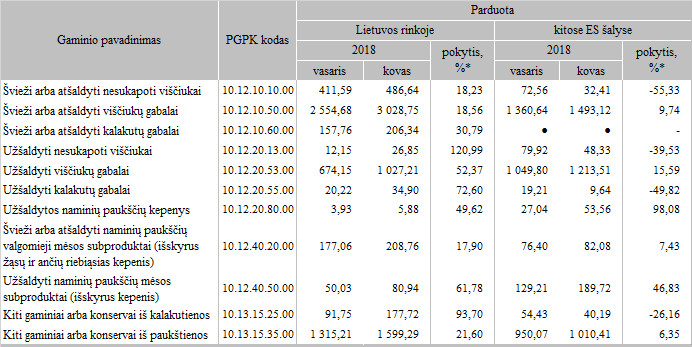 Gaminio pavadinimas PGPK kodas Parduota
Lietuvos rinkoje kitose ES šalyse
2018 pokytis, %* 2018 pokytis, %*
vasaris kovas vasaris kovas
Švieži arba atšaldyti nesukapoti viščiukai 10.12.10.10.00 411,59 486,64 18,23 72,56 32,41 -55,33
Švieži arba atšaldyti viščiukų gabalai 10.12.10.50.00 2 554,68 3 028,75 18,56 1 360,64 1 493,12 9,74
Švieži arba atšaldyti kalakutų gabalai 10.12.10.60.00 157,76 206,34 30,79 ● ● -
Užšaldyti nesukapoti viščiukai 10.12.20.13.00 12,15 26,85 120,99 79,92 48,33 -39,53
Užšaldyti viščiukų gabalai 10.12.20.53.00 674,15 1 027,21 52,37 1 049,80 1 213,51 15,59
Užšaldyti kalakutų gabalai 10.12.20.55.00 20,22 34,90 72,60 19,21 9,64 -49,82
Užšaldytos naminių paukščių kepenys 10.12.20.80.00 3,93 5,88 49,62 27,04 53,56 98,08
Švieži arba atšaldyti naminių paukščių
valgomieji mėsos subproduktai (išskyrus
žąsų ir ančių riebiąsias kepenis) 10.12.40.20.00 177,06 208,76 17,90 76,40 82,08 7,43
Užšaldyti naminių paukščių mėsos
subproduktai (išskyrus kepenis) 10.12.40.50.00 50,03 80,94 61,78 129,21 189,72 46,83
Kiti gaminiai arba konservai iš kalakutienos 10.13.15.25.00 91,75 177,72 93,70 54,43 40,19 -26,16
Kiti gaminiai arba konservai iš paukštienos 10.13.15.35.00 1 315,21 1 599,29 21,60 950,07 1 010,41 6,35